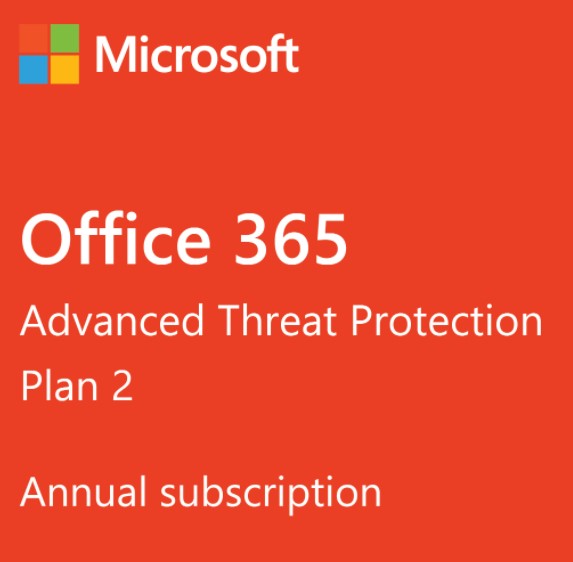 Microsoft
Office 365
Advanced Threat Protection
Plan 2
Annual subscription